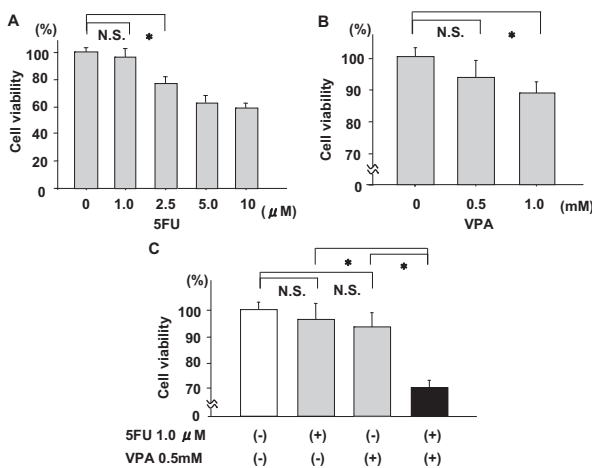 A
(%)
N.S.
*
Cell viability
100
80
60
40
20
0
0 1.0 2.5 5.0 10 (μM)
5FU
B
(%)
N.S.
*
Cell viability
100
90
80
70
0
0 0.5 1.0 (mM)
VPA
C
(%)
* *
N.S. N.S.
Cell viability
100
90
80
70
0
5FU 1.0 μM (-) (+) (-) (+)
VPA 0.5mM (-) (-) (+) (+)